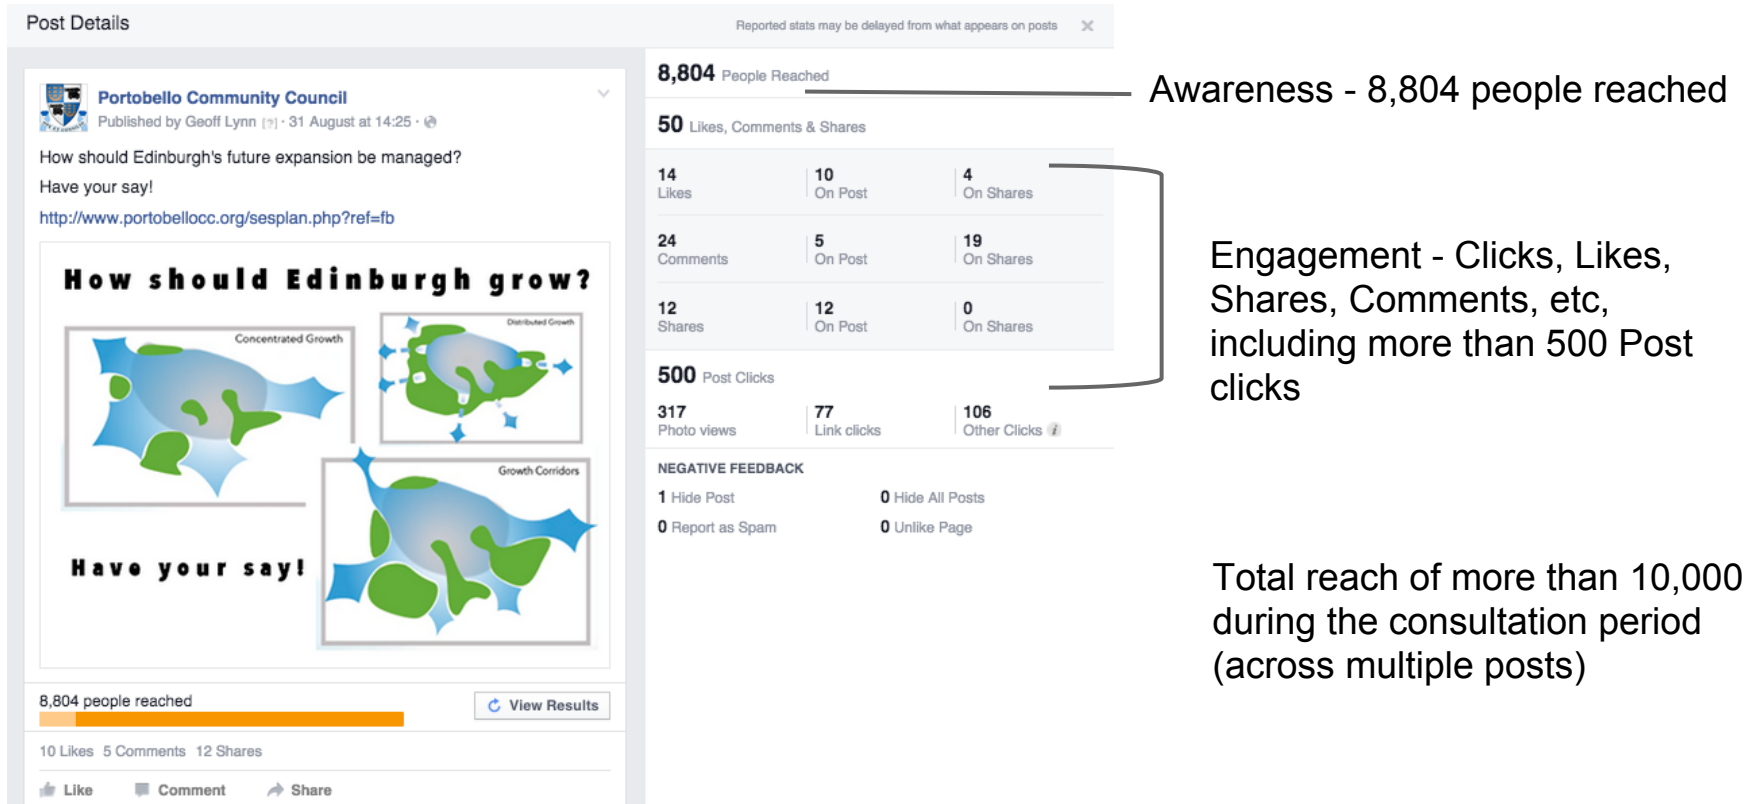 Post Details
Reported stats may be delayed from what appears on posts
Portobello Community Council
Published by Geoff Lynn [?] · 31 August at 14:25 ·
How should Edinburgh's future expansion be managed?
Have your say!
http://www.portobellocc.org/sesplan.php?ref=fb
How should Edinburgh grow?
Concentrated Growth
Distributed Growth
Growth Corridors
Have your say!
8,804 people reached
View Results
10 Likes 5 Comments 12 Shares
Like Comment Share
8,804 People Reached
50 Likes, Comments & Shares
14 10 4
Likes On Post On Shares
24 5 19
Comments On Post On Shares
12 12 0
Shares On Post On Shares
500 Post Clicks
317 77 106
Photo views Link clicks Other Clicks i
NEGATIVE FEEDBACK
1 Hide Post 0 Hide All Posts
0 Report as Spam 0 Unlike Page
Awareness - 8,804 people reached
Engagement - Clicks, Likes,
Shares, Comments, etc,
including more than 500 Post
clicks
Total reach of more than 10,000
during the consultation period
(across multiple posts)